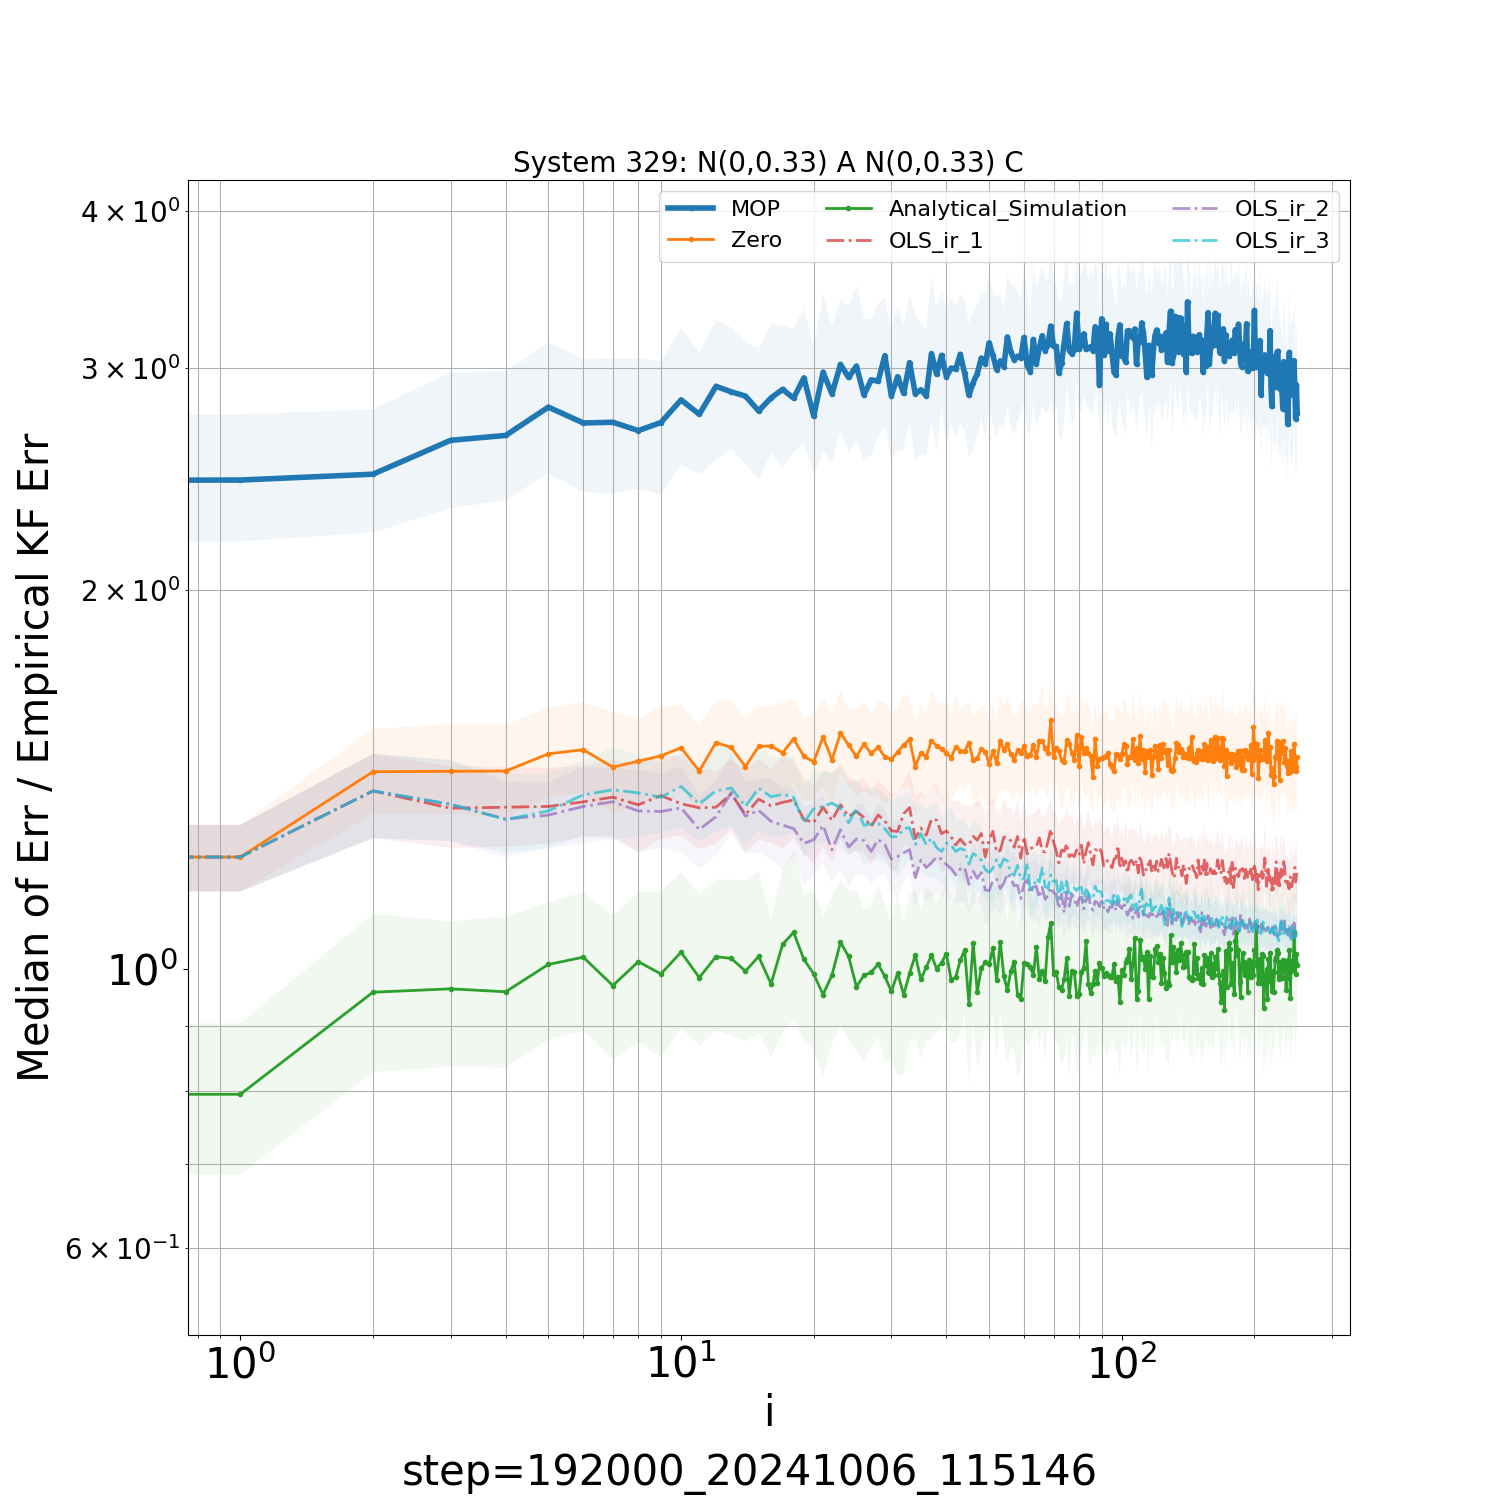 System 329: N(0,0.33) A N(0,0.33) C
MOP
Zero
Analytical_Simulation
OLS_ir_1
OLS_ir_2
OLS_ir_3
Median of Err / Empirical KF Err
4 × 10⁰
3 × 10⁰
2 × 10⁰
10⁰
6 × 10⁻¹
10⁰ 10¹ 10²
i
step=192000_20241006_115146